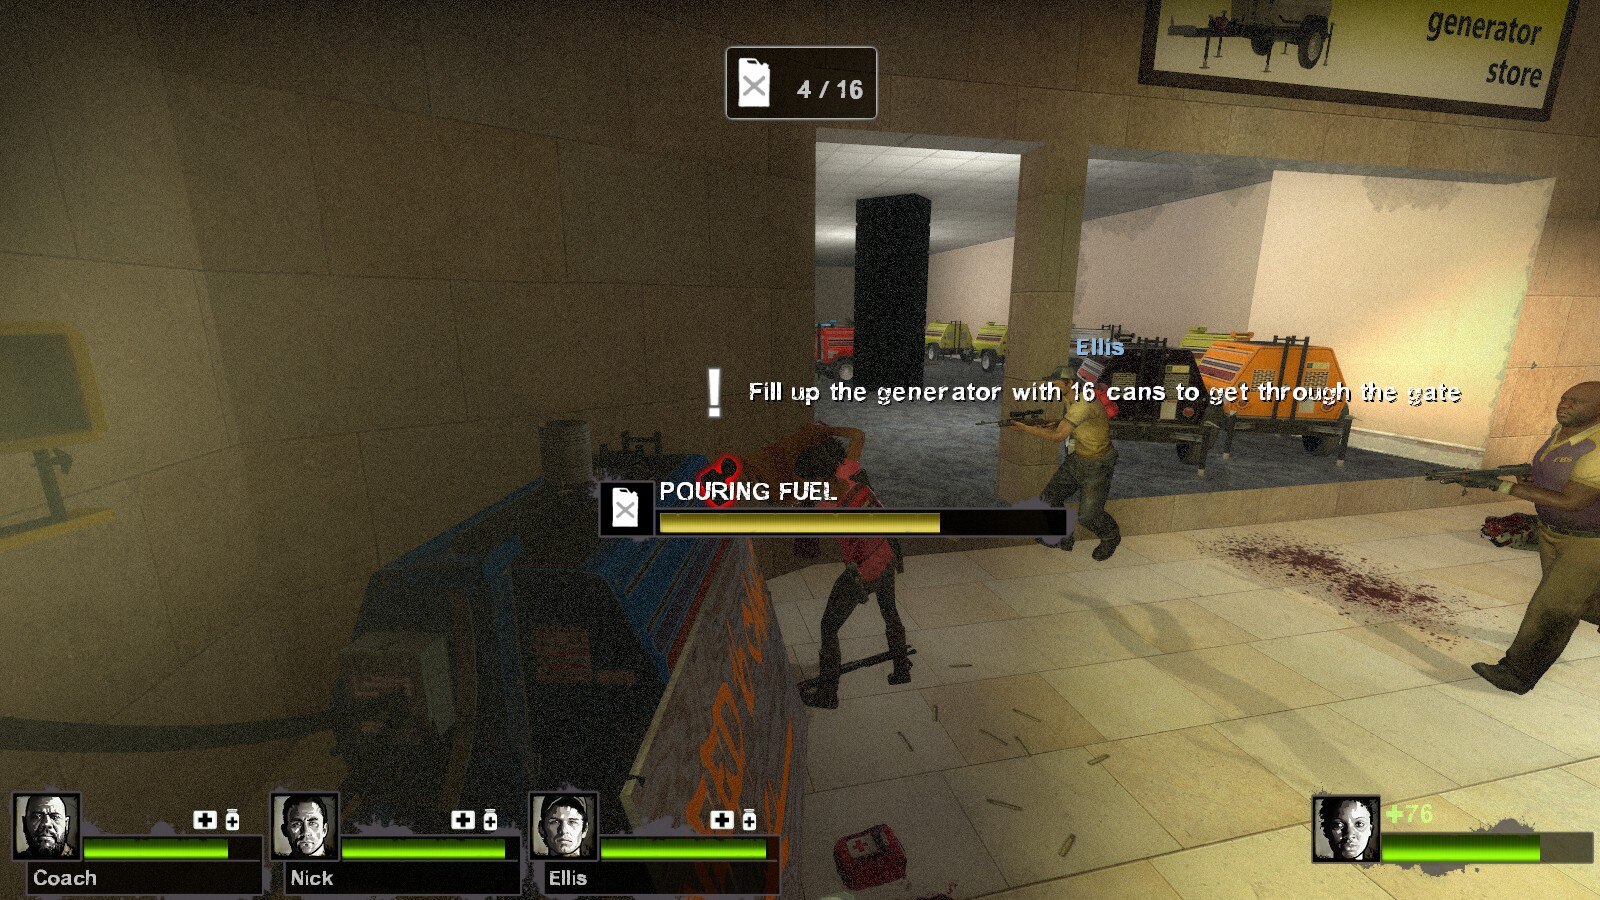 generator
store
4 / 16
Ellis
Fill up the generator with 16 cans to get through the gate
POURING FUEL
+76
Coach
Nick
Ellis